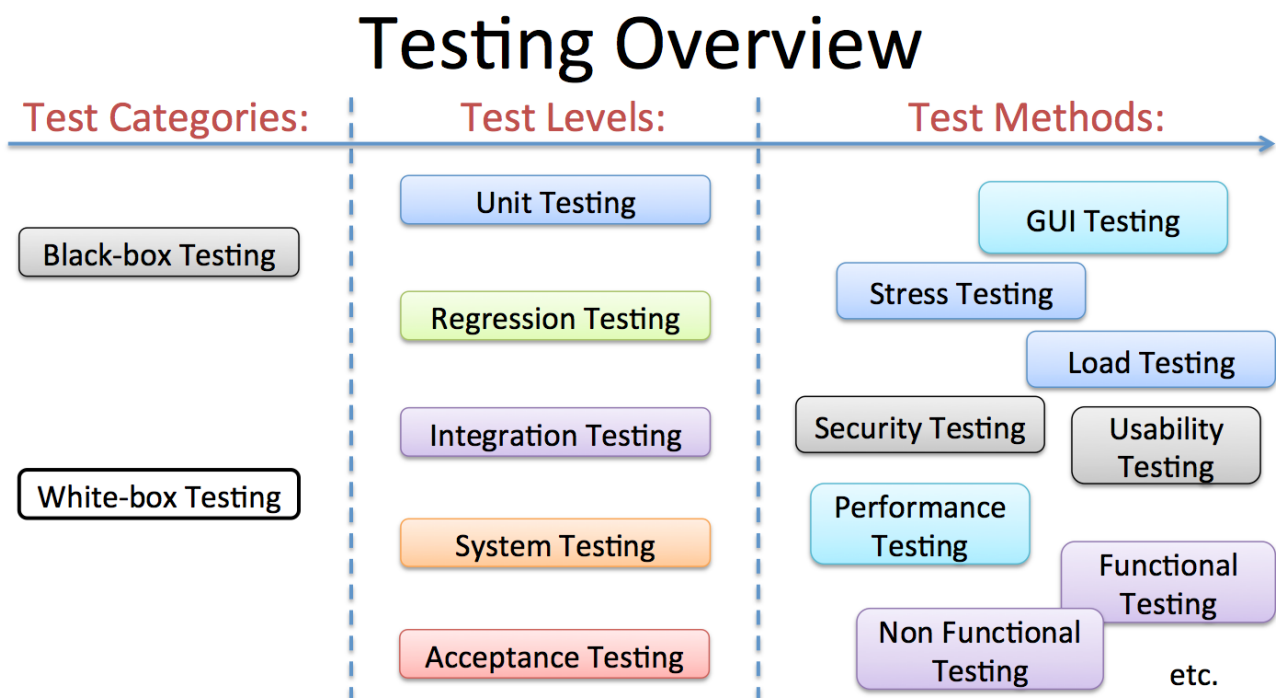 Testing Overview
Test Categories:
Test Levels:
Test Methods:
Black-box Testing
White-box Testing
Unit Testing
Regression Testing
Integration Testing
System Testing
Acceptance Testing
GUI Testing
Stress Testing
Load Testing
Security Testing
Usability
Testing
Performance
Testing
Functional
Testing
Non Functional
Testing
etc.